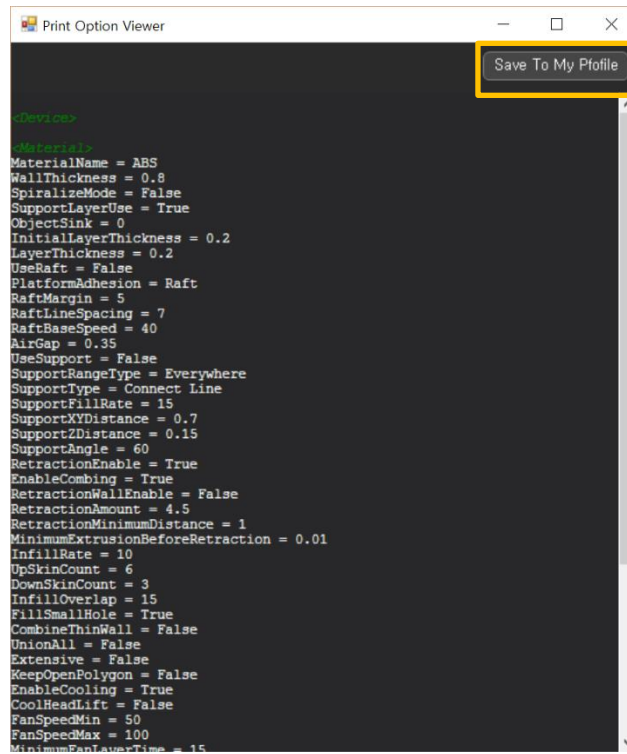 Print Option Viewer
Save To My Pfofile
<Device>
<Material>
MaterialName = ABS
WallThickness = 0.8
SpiralizeMode = False
SupportLayerUse = True
ObjectSink = 0
InitialLayerThickness = 0.2
LayerThickness = 0.2
UseRaft = False
PlatformAdhesion = Raft
RaftMargin = 5
RaftLineSpacing = 7
RaftBaseSpeed = 40
AirGap = 0.35
UseSupport = False
SupportRangeType = Everywhere
SupportType = Connect Line
SupportFillRate = 15
SupportXYDistance = 0.7
SupportZDistance = 0.15
SupportAngle = 60
RetractionEnable = True
EnableCombing = True
RetractionWallEnable = False
RetractionAmount = 4.5
RetractionMinimumDistance = 1
MinimumExtrusionBeforeRetraction = 0.01
InfillRate = 10
UpSkinCount = 6
DownSkinCount = 3
InfillOverlap = 15
FillSmallHole = True
CombineThinWall = False
UnionAll = False
Extensive = False
KeepOpenPolygon = False
EnableCooling = True
CoolHeadLift = False
FanSpeedMin = 50
FanSpeedMax = 100
MinimumFanLayerTime = 15